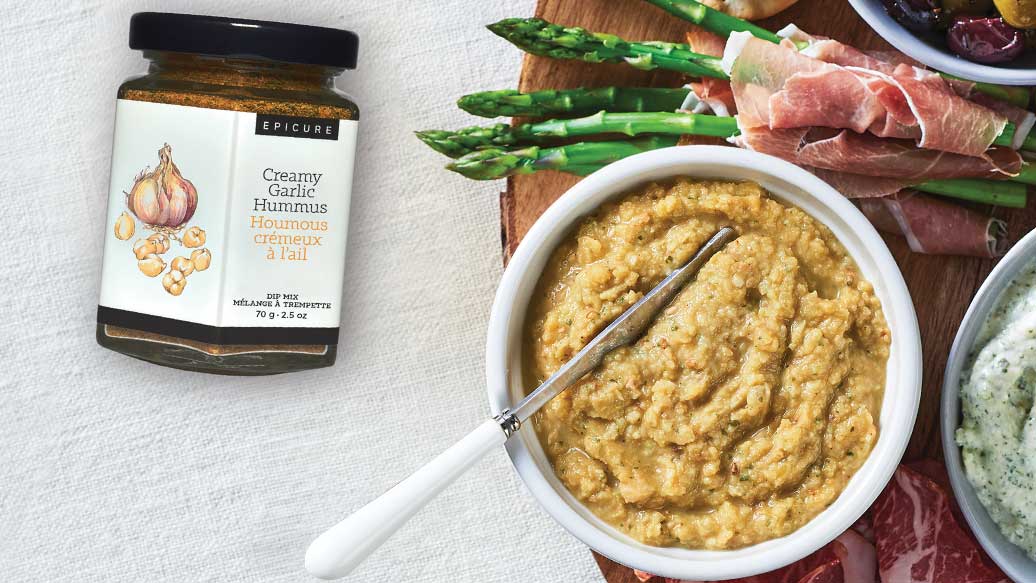 EPICURE
Creamy
Garlic
Hummus
Houmous
crémeux
à l'ail
DIP MIX
MÉLANGE À TREMPETTE
70 g • 2.5 oz